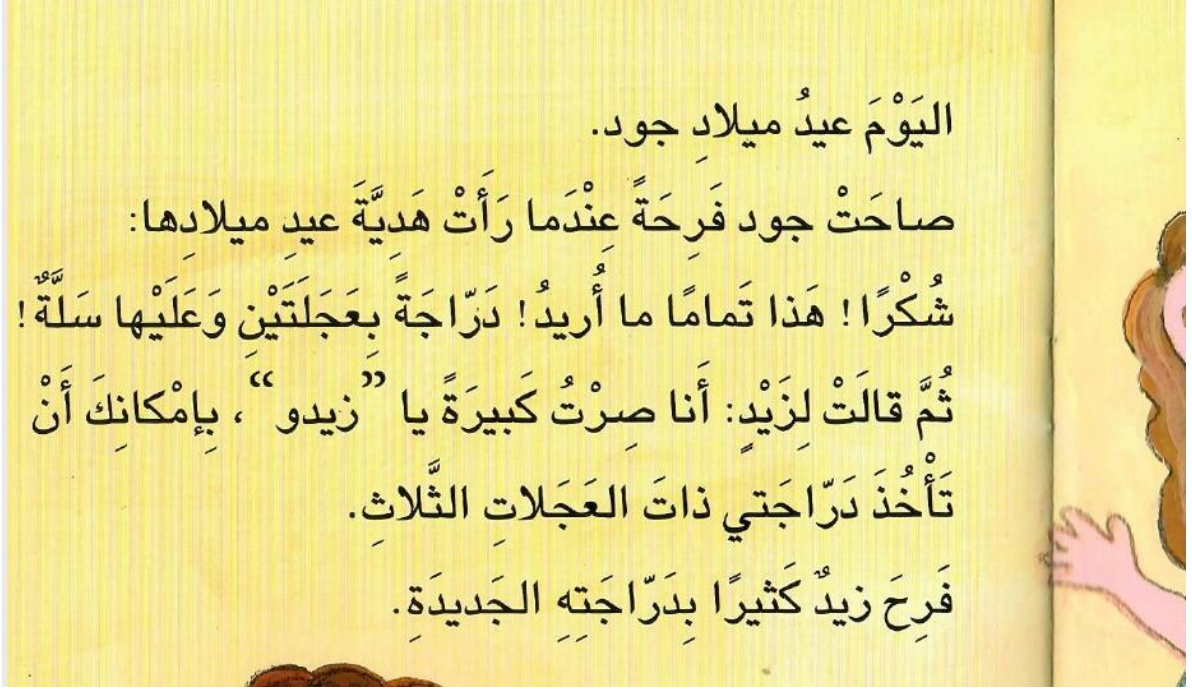 اليَوْمَ عيدُ ميلادِ جود.
صاحَتْ جود فَرِحَةً عِنْدَما رَأَتْ هَدِيَّةَ عيدِ ميلادِها:
شُكْرًا! هَذا تَمامًا ما أُريدُ! دَرّاجَةً بِعَجَلَتَيْنِ وَعَلَيْها سَلَّةٌ!
ثُمَّ قالَتْ لِزَيْدٍ: أَنا صِرْتُ كَبيرَةً يا ”زيدو“، بِإمْكانِكَ أَنْ
تَأْخُذَ دَرّاجَتي ذاتَ العَجَلاتِ الثَّلاثِ.
فَرِحَ زيدٌ كَثيرًا بِدَرّاجَتِهِ الجَديدَةِ.